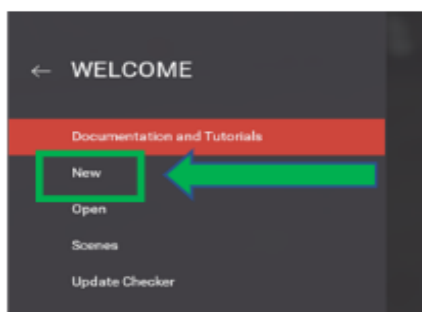 ← WELCOME
Documentation and Tutorials
New
Open
Scenes
Update Checker